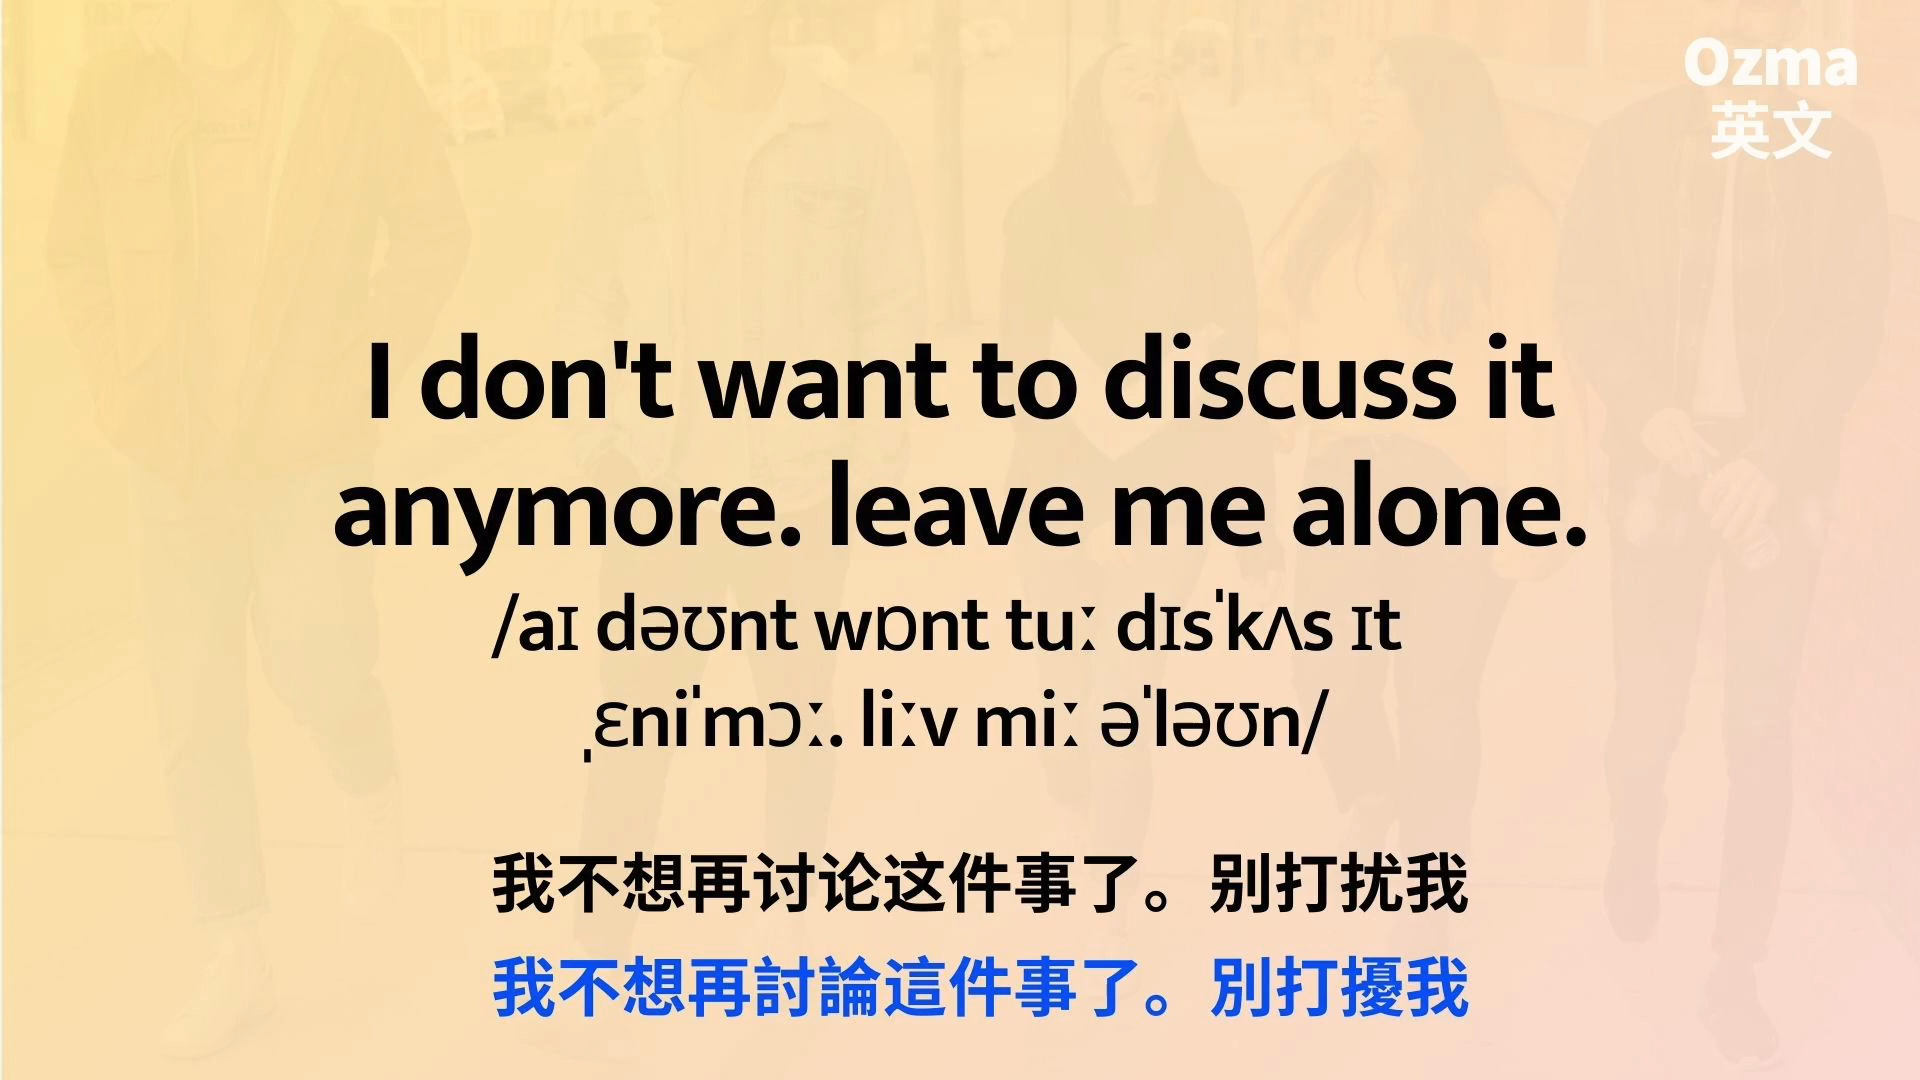 Ozma
英文
I don't want to discuss it
anymore. leave me alone.
/aɪ dəʊnt wɒnt tuː dɪsˈkʌs ɪt
ˌɛniˈmɔː. liːv miː əˈləʊn/
我不想再讨论这件事了。别打扰我
我不想再討論這件事了。別打擾我